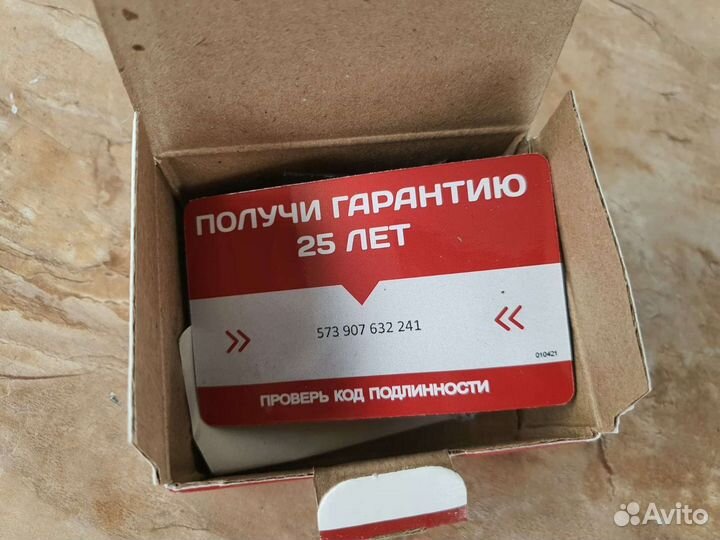 ПОЛУЧИ ГАРАНТИЮ
25 ЛЕТ
573 907 632 241
010421
ПРОВЕРЬ КОД ПОДЛИННОСТИ
Avito